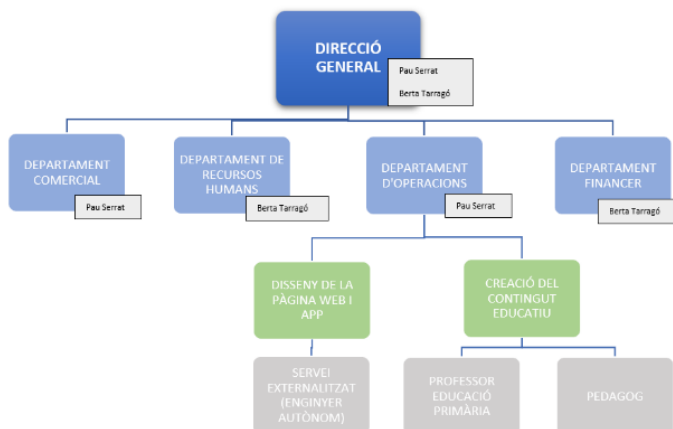 DIRECCIÓ
GENERAL
Pau Serrat
Berta Tarragó
DEPARTAMENT
COMERCIAL
Pau Serrat
DEPARTAMENT DE
RECURSOS
HUMANS
Berta Tarragó
DEPARTAMENT
D'OPERACIONS
Pau Serrat
DEPARTAMENT
FINANCER
Berta Tarragó
DISSENY DE LA
PÀGINA WEB I
APP
CREACIÓ DEL
CONTINGUT
EDUCATIU
SERVEI
EXTERNALITZAT
(ENGINYER
AUTÒNOM)
PROFESSOR
EDUCACIÓ
PRIMÀRIA
PEDAGOG